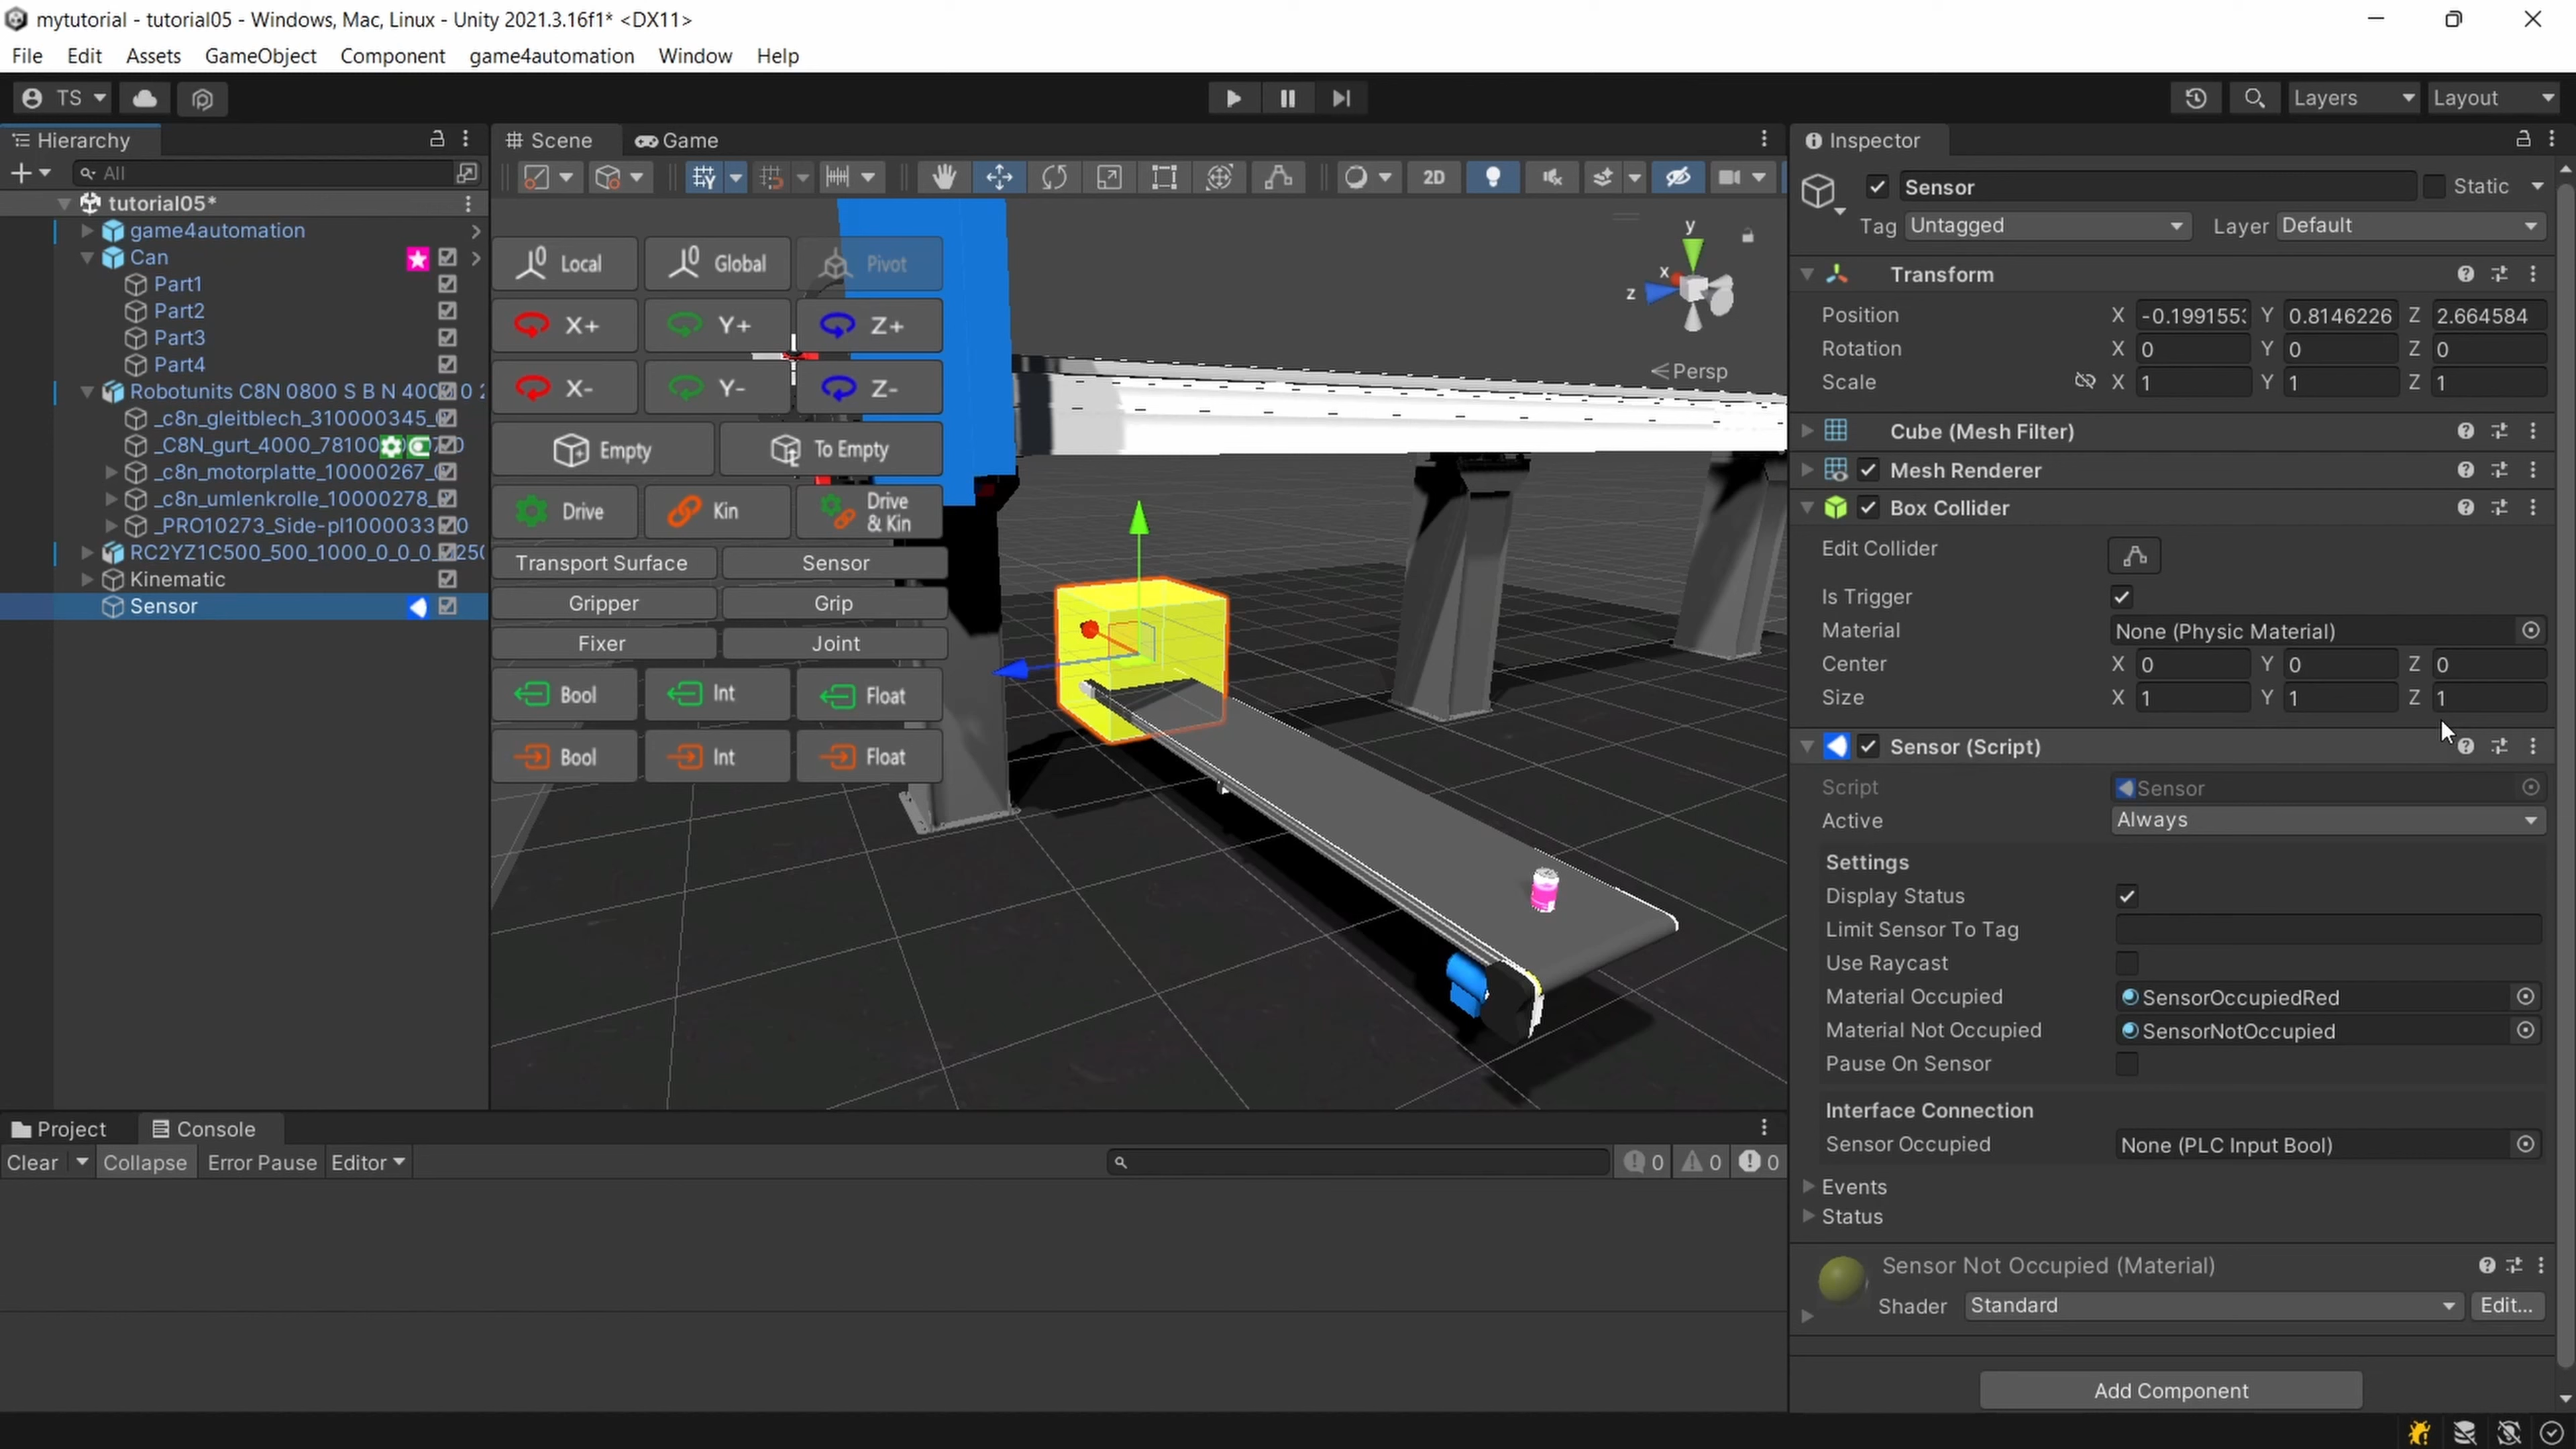 mytutorial - tutorial05 - Windows, Mac, Linux - Unity 2021.3.16f1* <DX11>
File Edit Assets GameObject Component game4automation Window Help
TS Layers Layout
Hierarchy
All
tutorial05*
game4automation
Can
Part1
Part2
Part3
Part4
Robotunits C8N 0800 S B N 400
_c8n_gleitblech_310000345_
_C8N_gurt_4000_78100
_c8n_motorplatte_10000267_
_c8n_umlenkrolle_10000278_
_PRO10273_Side-pl1000033
RC2YZ1C500_500_1000_0_0_0_
Kinematic
Sensor
Scene Game
2D
Local Global Pivot
X+ Y+ Z+
X- Y- Z-
Empty To Empty
Drive Kin Drive & Kin
Transport Surface Sensor
Gripper Grip
Fixer Joint
Bool Int Float
Bool Int Float
y
x
z
Persp
Inspector
Sensor Static
Tag Untagged Layer Default
Transform
Position X -0.199155 Y 0.8146226 Z 2.664584
Rotation X 0 Y 0 Z 0
Scale X 1 Y 1 Z 1
Cube (Mesh Filter)
Mesh Renderer
Box Collider
Edit Collider
Is Trigger
Material None (Physic Material)
Center X 0 Y 0 Z 0
Size X 1 Y 1 Z 1
Sensor (Script)
Script Sensor
Active Always
Settings
Display Status
Limit Sensor To Tag
Use Raycast
Material Occupied SensorOccupiedRed
Material Not Occupied SensorNotOccupied
Pause On Sensor
Interface Connection
Sensor Occupied None (PLC Input Bool)
Events
Status
Sensor Not Occupied (Material)
Shader Standard Edit...
Add Component
Project Console
Clear Collapse Error Pause Editor 0 0 0